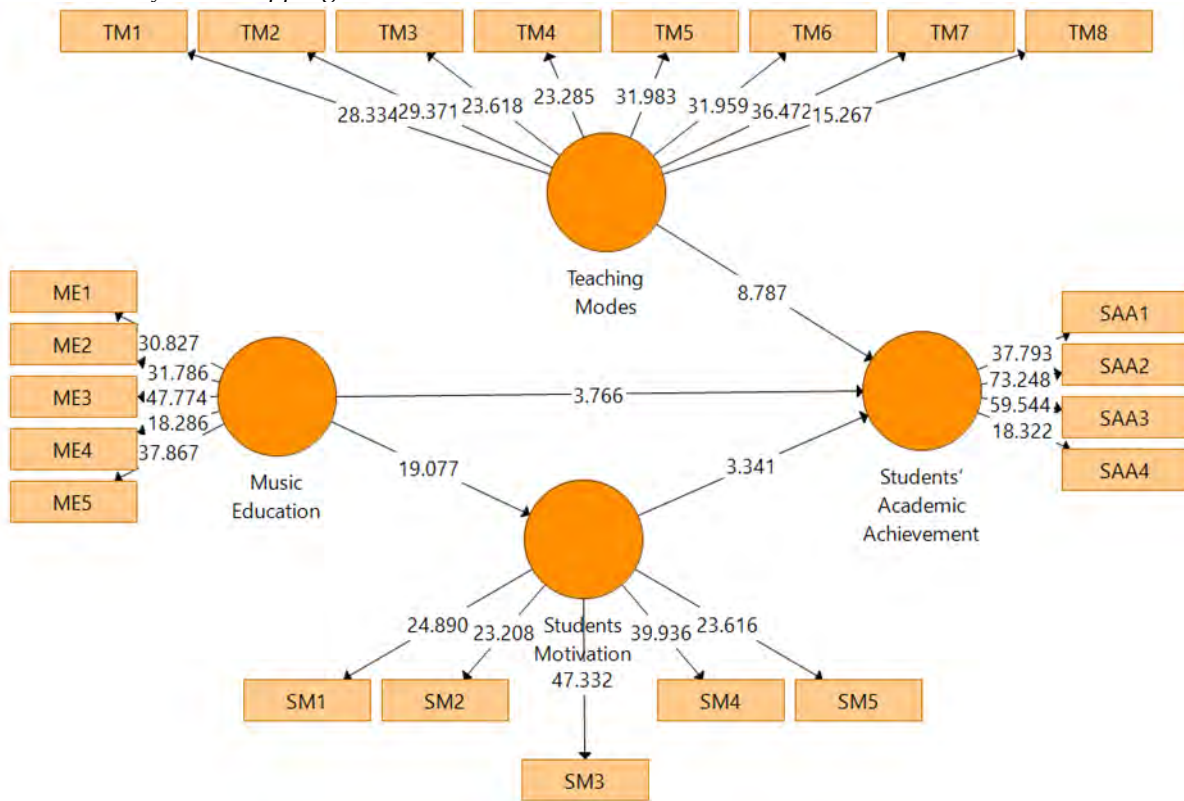 TM1 TM2 TM3 TM4 TM5 TM6 TM7 TM8
28.334 29.371 23.618 23.285 31.983 31.959 36.472 15.267
Teaching
Modes
8.787
ME1
ME2
ME3
ME4
ME5
30.827
31.786
47.774
18.286
37.867
Music
Education
3.766
19.077
3.341
SAA1
SAA2
SAA3
SAA4
37.793
73.248
59.544
18.322
Students'
Academic
Achievement
Students
Motivation
24.890 23.208 47.332 39.936 23.616
SM1 SM2 SM4 SM5
SM3